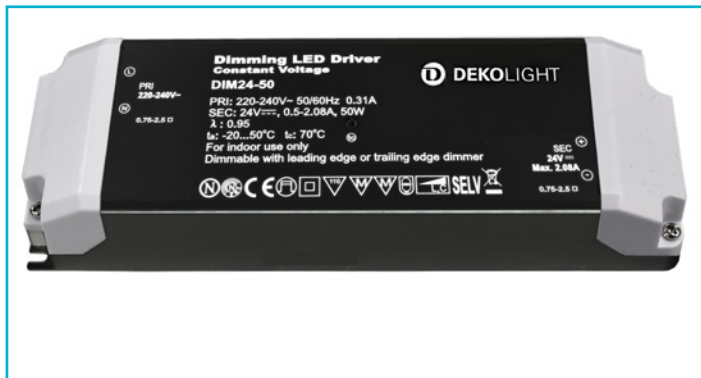 Dimming LED Driver
Constant Voltage
DIM24-50
PRI: 220-240V~ 50/60Hz 0.31A
SEC: 24V⎓, 0.5-2.08A, 50W
λ : 0.95
ta: -20...50°C tc: 70°C
For indoor use only
Dimmable with leading edge or trailing edge dimmer
SELV
110
M M
L,C
DEKOLIGHT
L
PRI
220-240V~
N
0,75-2,5
SEC
24V⎓
Max. 2.08A
0,75-2,5